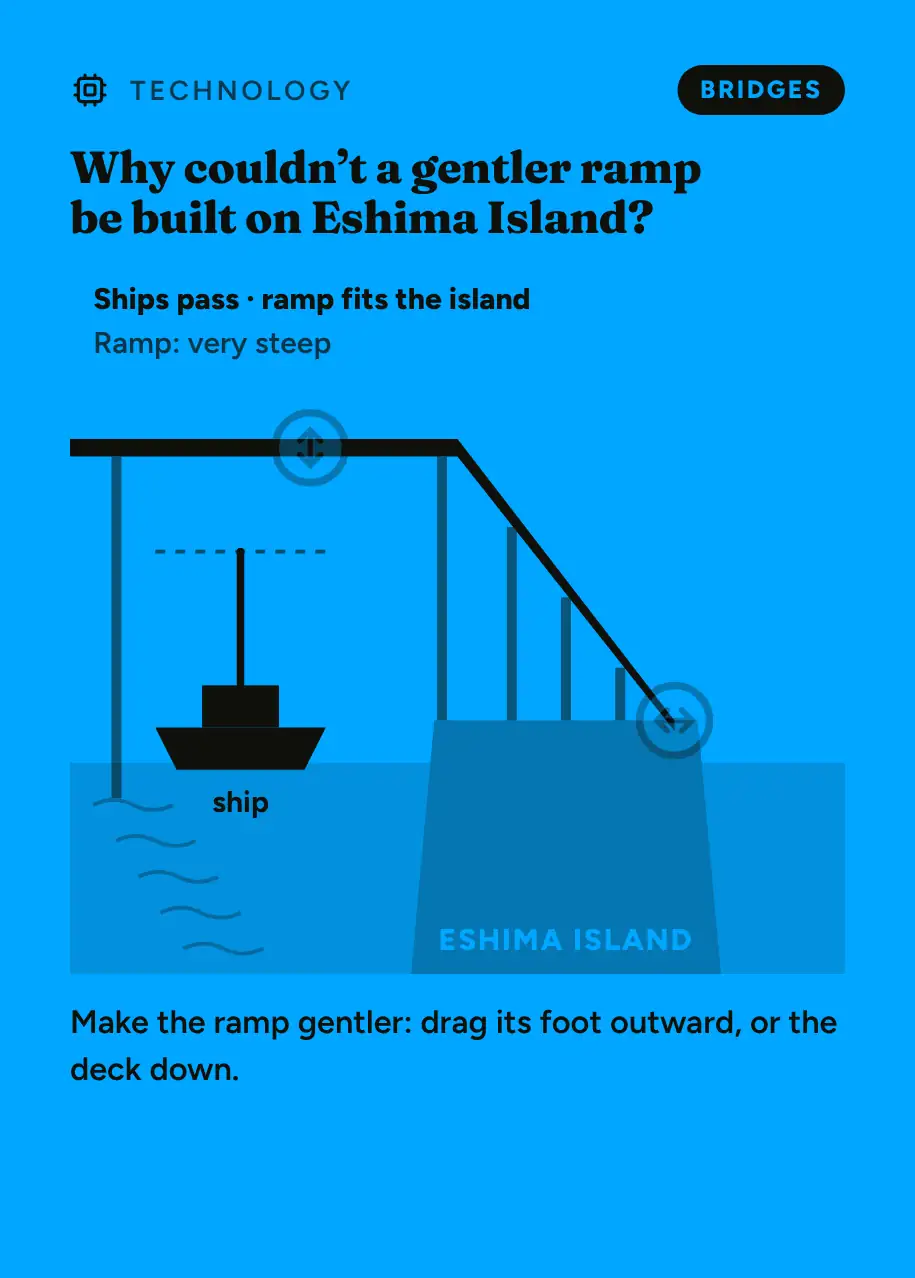 TECHNOLOGY
BRIDGES
Why couldn’t a gentler ramp
be built on Eshima Island?
Ships pass · ramp fits the island
Ramp: very steep
ship
ESHIMA ISLAND
Make the ramp gentler: drag its foot outward, or the
deck down.